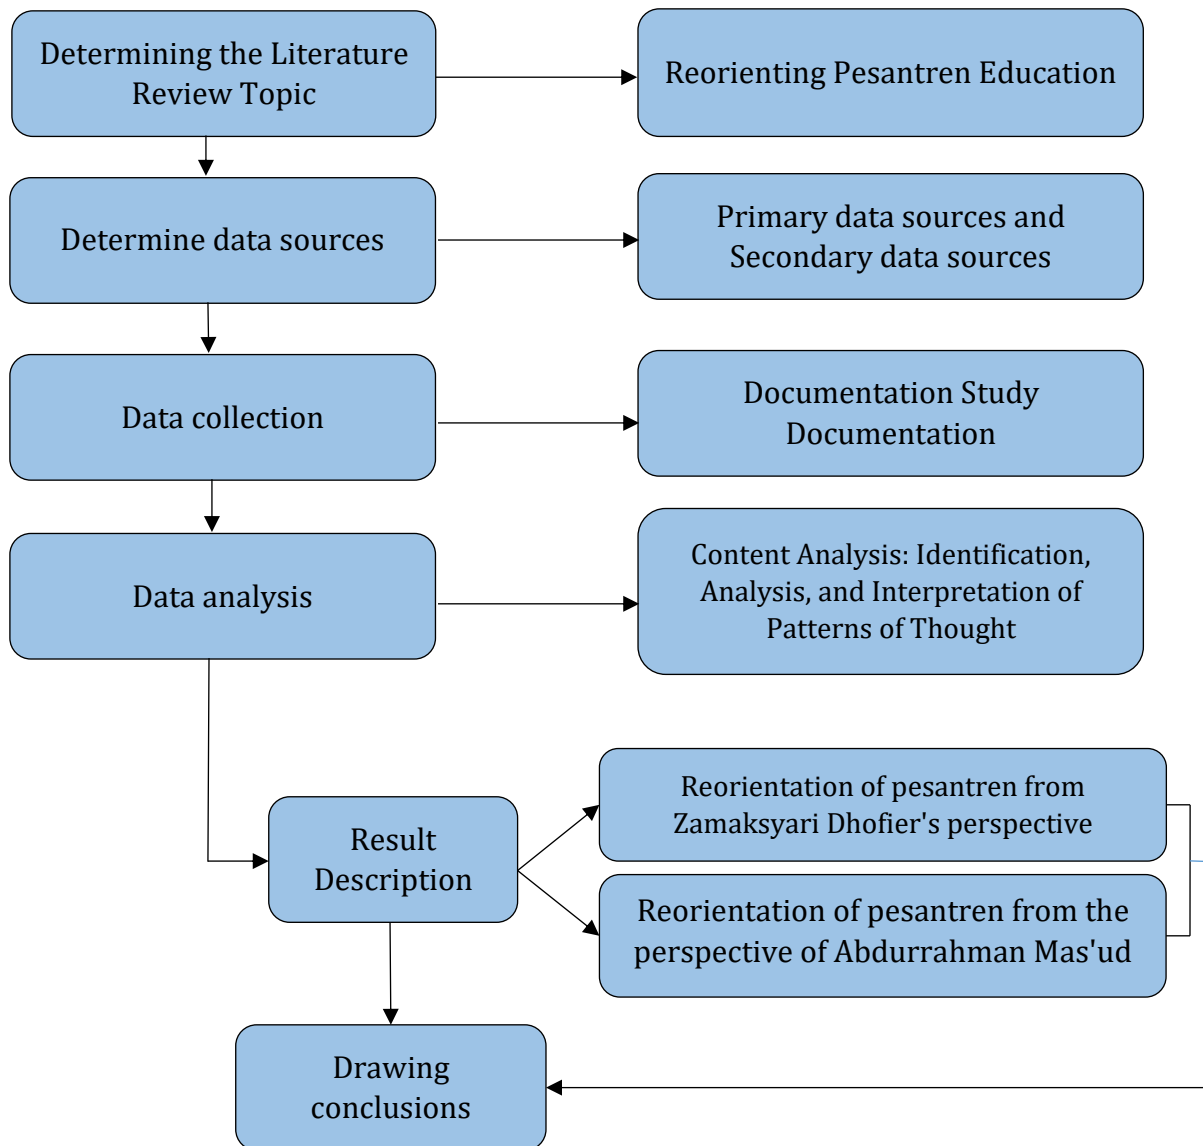 Determining the Literature
Review Topic
Reorienting Pesantren Education
Determine data sources
Primary data sources and
Secondary data sources
Data collection
Documentation Study
Documentation
Data analysis
Content Analysis: Identification,
Analysis, and Interpretation of
Patterns of Thought
Result
Description
Reorientation of pesantren from
Zamaksyari Dhofier's perspective
Reorientation of pesantren from the
perspective of Abdurrahman Mas'ud
Drawing
conclusions